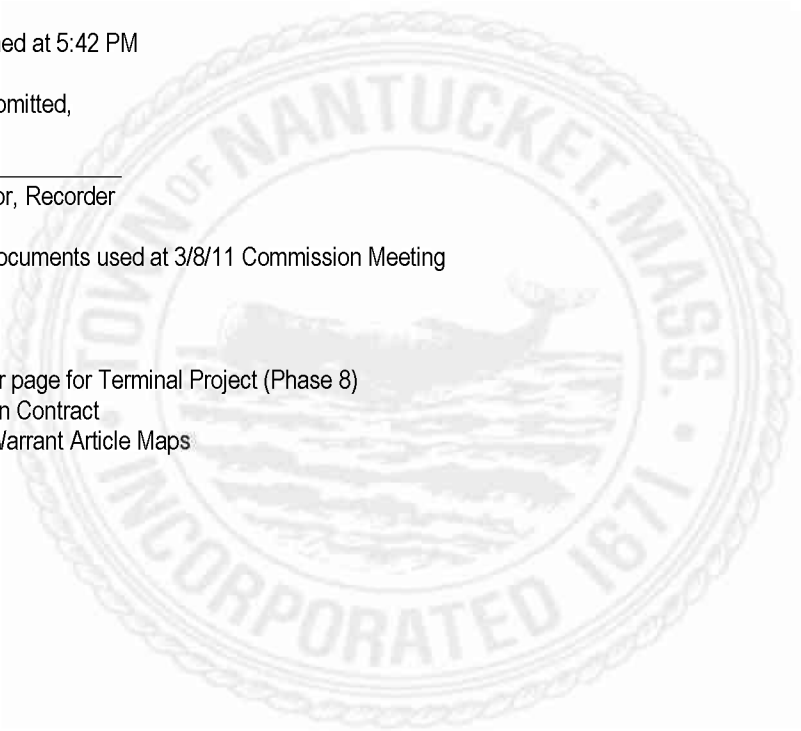 ed at 5:42 PM
omitted,
or, Recorder
ocuments used at 3/8/11 Commission Meeting
r page for Terminal Project (Phase 8)
n Contract
Warrant Article Maps
TOWN OF NANTUCKET, MASS.
INCORPORATED 1671